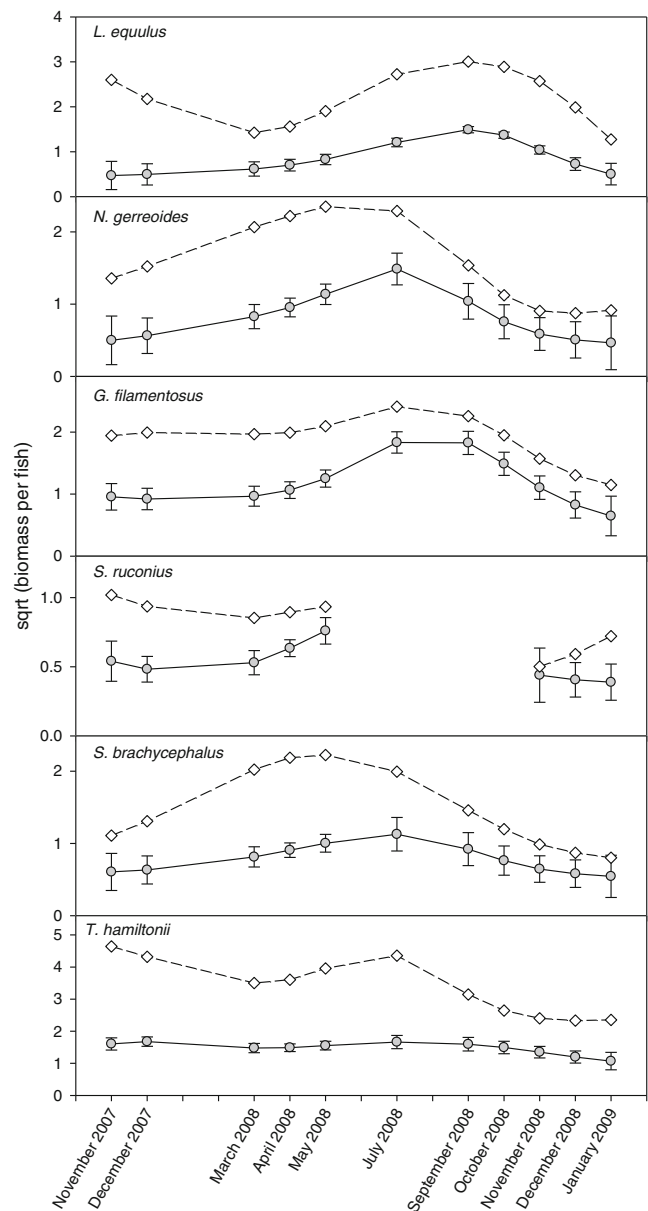 sqrt (biomass per fish)
L. equulus
4
3
2
1
0
N. gerreoides
2
1
0
G. filamentosus
2
1
0
S. ruconius
1.0
0.5
0.0
S. brachycephalus
2
1
0
T. hamiltonii
5
4
3
2
1
0
November 2007
December 2007
March 2008
April 2008
May 2008
July 2008
September 2008
October 2008
November 2008
December 2008
January 2009